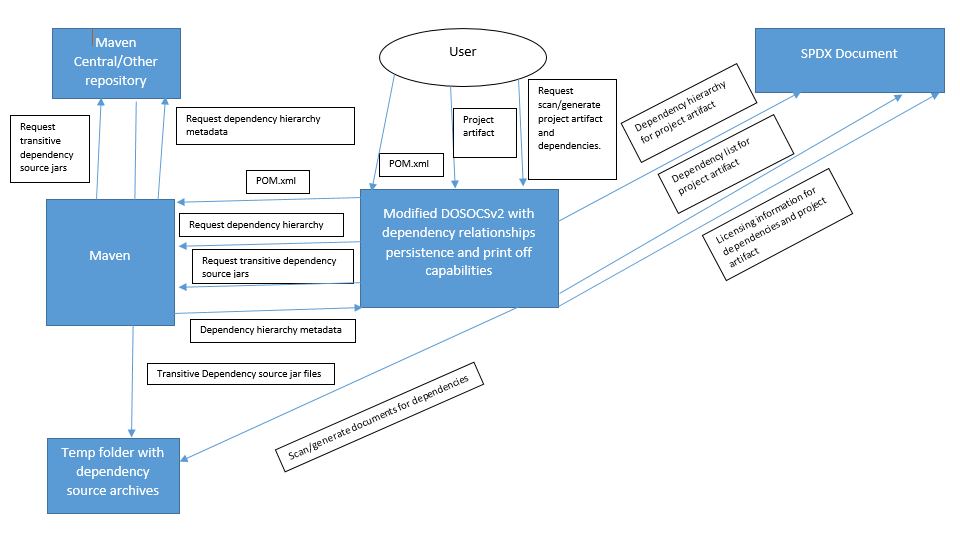 Maven
Central/Other
repository
User
SPDX Document
Request
transitive
dependency
source jars
Request dependency hierarchy
metadata
POM.xml
Project
artifact
Request
scan/generate
project artifact
and
dependencies.
Dependency hierarchy
for project artifact
Dependency list for
project artifact
Licensing information for
dependencies and project
artifact
POM.xml
Maven
Request dependency hierarchy
Request transitive dependency
source jars
Modified DOSOCSv2 with
dependency relationships
persistence and print off
capabilities
Dependency hierarchy metadata
Transitive Dependency source jar files
Scan/generate documents for dependencies
Temp folder with
dependency
source archives